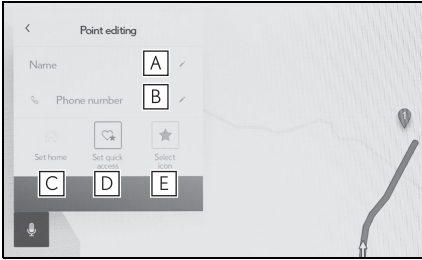 Point editing
Name
A
Phone number
B
Set home
Set quick access
Select icon
C
D
E
1